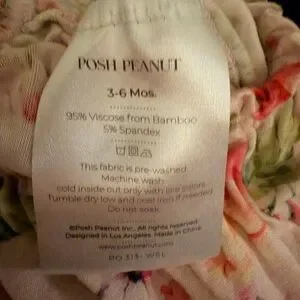 POSH PEANUT
3-6 Mos.
95% Viscose from Bamboo
5% Spandex
This fabric is pre-washed
Machine wash
cold inside out only with like colors
Tumble dry low and cool iron if needed
Do not soak
©Posh Peanut Inc. All rights reserved.
Designed in Los Angeles. Made in China.
www.poshpeanut.com